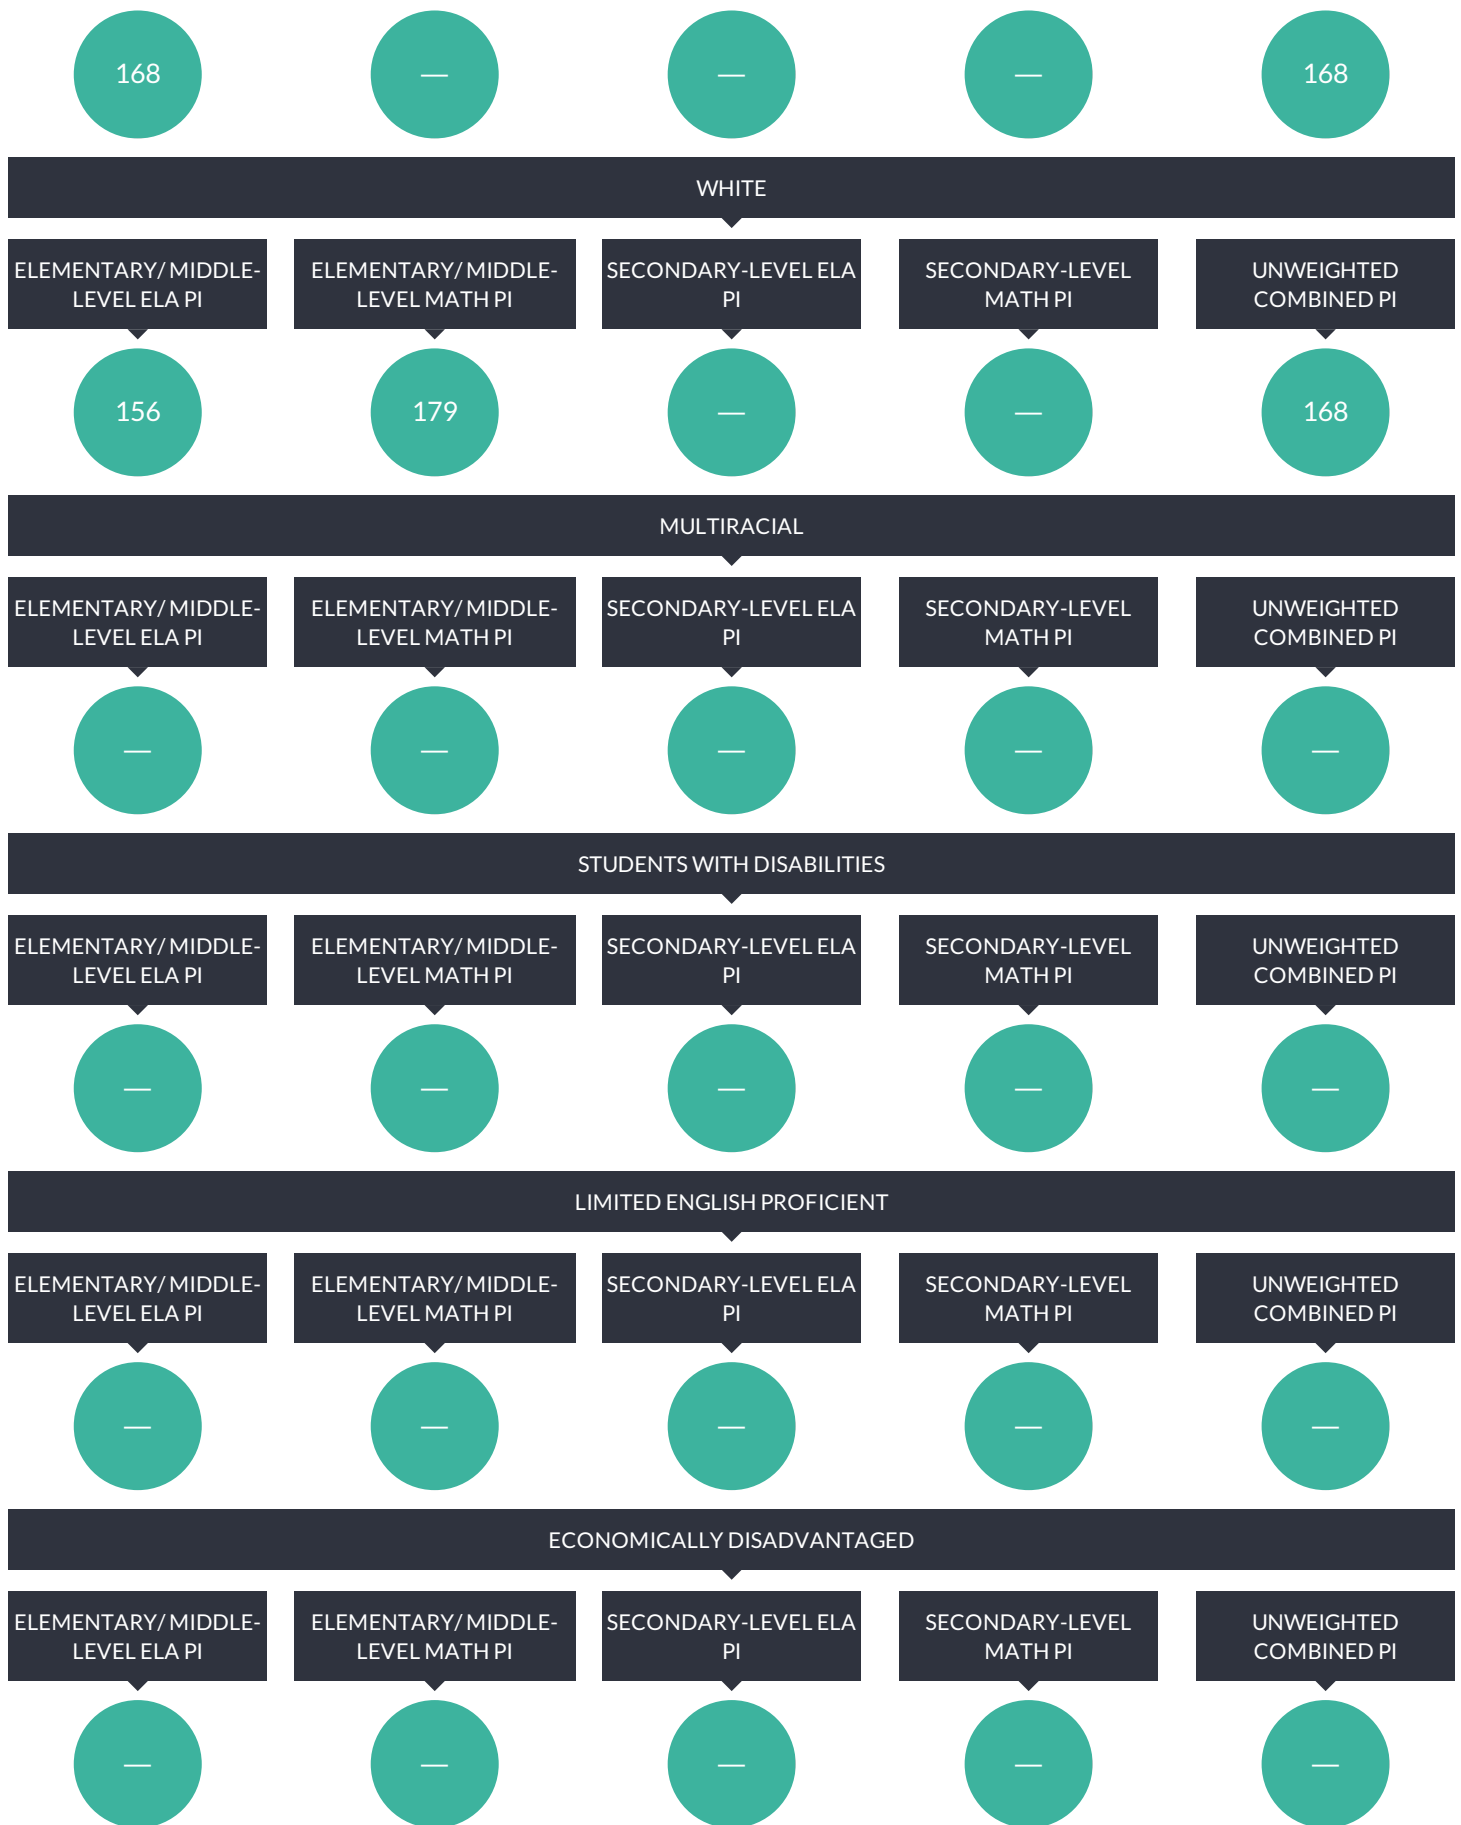 168 — — — 168
WHITE
ELEMENTARY/ MIDDLE- ELEMENTARY/ MIDDLE- SECONDARY-LEVEL ELA SECONDARY-LEVEL UNWEIGHTED
LEVEL ELA PI LEVEL MATH PI PI MATH PI COMBINED PI
156 179 — — 168
MULTIRACIAL
ELEMENTARY/ MIDDLE- ELEMENTARY/ MIDDLE- SECONDARY-LEVEL ELA SECONDARY-LEVEL UNWEIGHTED
LEVEL ELA PI LEVEL MATH PI PI MATH PI COMBINED PI
— — — — —
STUDENTS WITH DISABILITIES
ELEMENTARY/ MIDDLE- ELEMENTARY/ MIDDLE- SECONDARY-LEVEL ELA SECONDARY-LEVEL UNWEIGHTED
LEVEL ELA PI LEVEL MATH PI PI MATH PI COMBINED PI
— — — — —
LIMITED ENGLISH PROFICIENT
ELEMENTARY/ MIDDLE- ELEMENTARY/ MIDDLE- SECONDARY-LEVEL ELA SECONDARY-LEVEL UNWEIGHTED
LEVEL ELA PI LEVEL MATH PI PI MATH PI COMBINED PI
— — — — —
ECONOMICALLY DISADVANTAGED
ELEMENTARY/ MIDDLE- ELEMENTARY/ MIDDLE- SECONDARY-LEVEL ELA SECONDARY-LEVEL UNWEIGHTED
LEVEL ELA PI LEVEL MATH PI PI MATH PI COMBINED PI
— — — — —